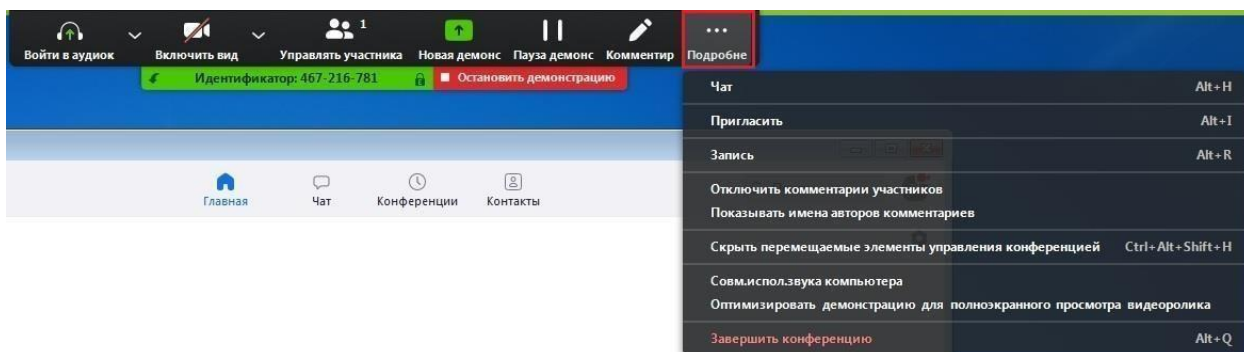 1
Войти в аудиок Включить вид Управлять участника Новая демонс Пауза демонс Комментир Подробне
Идентификатор: 467-216-781 Остановить демонстрацию
Чат Alt+H
Пригласить Alt+I
Запись Alt+R
Отключить комментарии участников
Показывать имена авторов комментариев
Скрыть перемещаемые элементы управления конференцией Ctrl+Alt+Shift+H
Совм.испол.звука компьютера
Оптимизировать демонстрацию для полноэкранного просмотра видеоролика
Завершить конференцию Alt+Q
Главная Чат Конференции Контакты